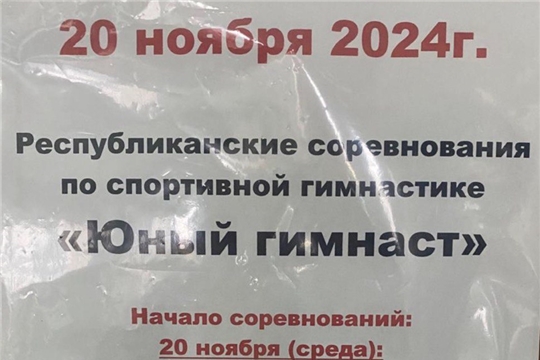 20 ноября 2024г.
Республиканские соревнования
по спортивной гимнастике
«Юный гимнаст»
Начало соревнований:
20 ноября (среда):